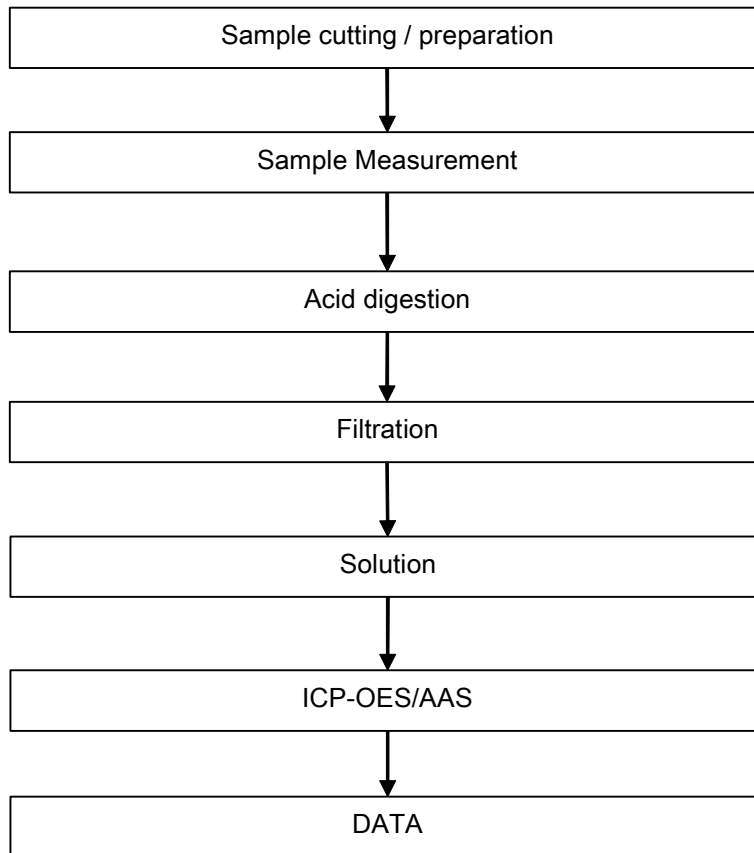 Sample cutting / preparation
Sample Measurement
Acid digestion
Filtration
Solution
ICP-OES/AAS
DATA